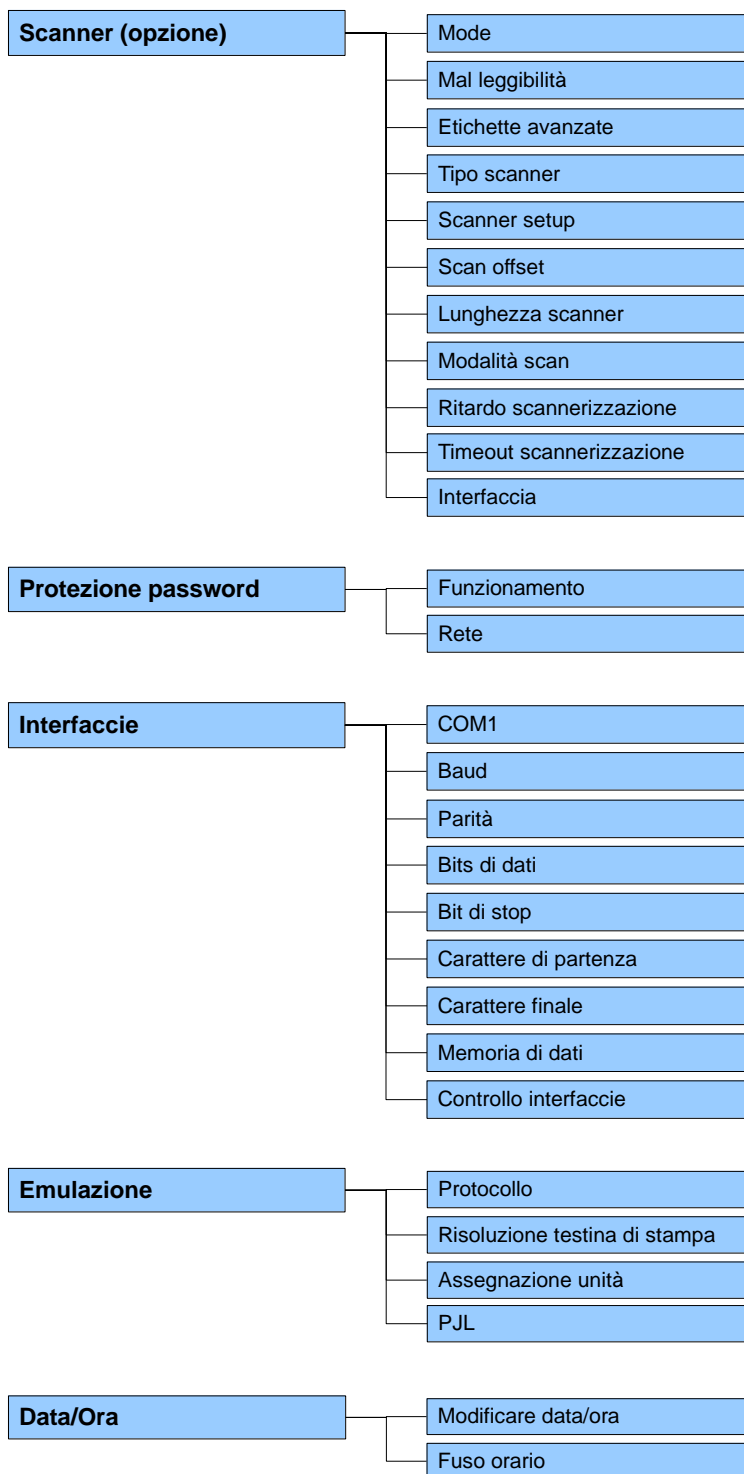 Scanner (opzione)
Mode
Mal leggibilità
Etichette avanzate
Tipo scanner
Scanner setup
Scan offset
Lunghezza scanner
Modalità scan
Ritardo scannerizzazione
Timeout scannerizzazione
Interfaccia
Protezione password
Funzionamento
Rete
Interfaccie
COM1
Baud
Parità
Bits di dati
Bit di stop
Carattere di partenza
Carattere finale
Memoria di dati
Controllo interfaccie
Emulazione
Protocollo
Risoluzione testina di stampa
Assegnazione unità
PJL
Data/Ora
Modificare data/ora
Fuso orario